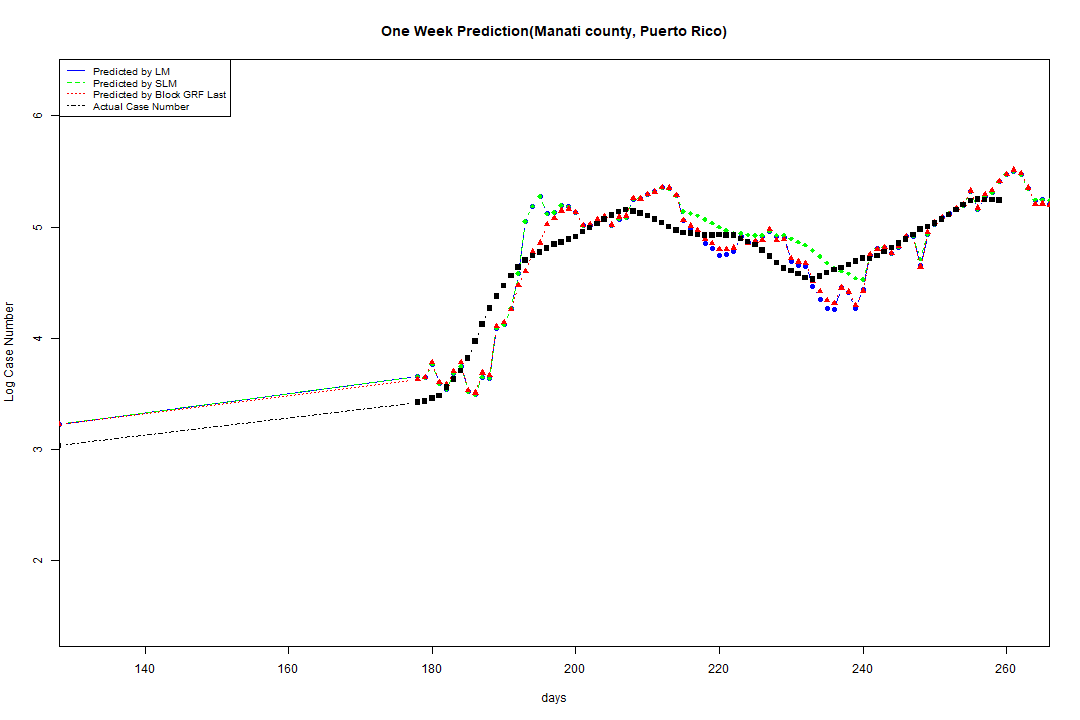 One Week Prediction(Manati county, Puerto Rico)
Predicted by LM
Predicted by SLM
Predicted by Block GRF Last
Actual Case Number
6
5
4
3
2
Log Case Number
140 160 180 200 220 240 260
days